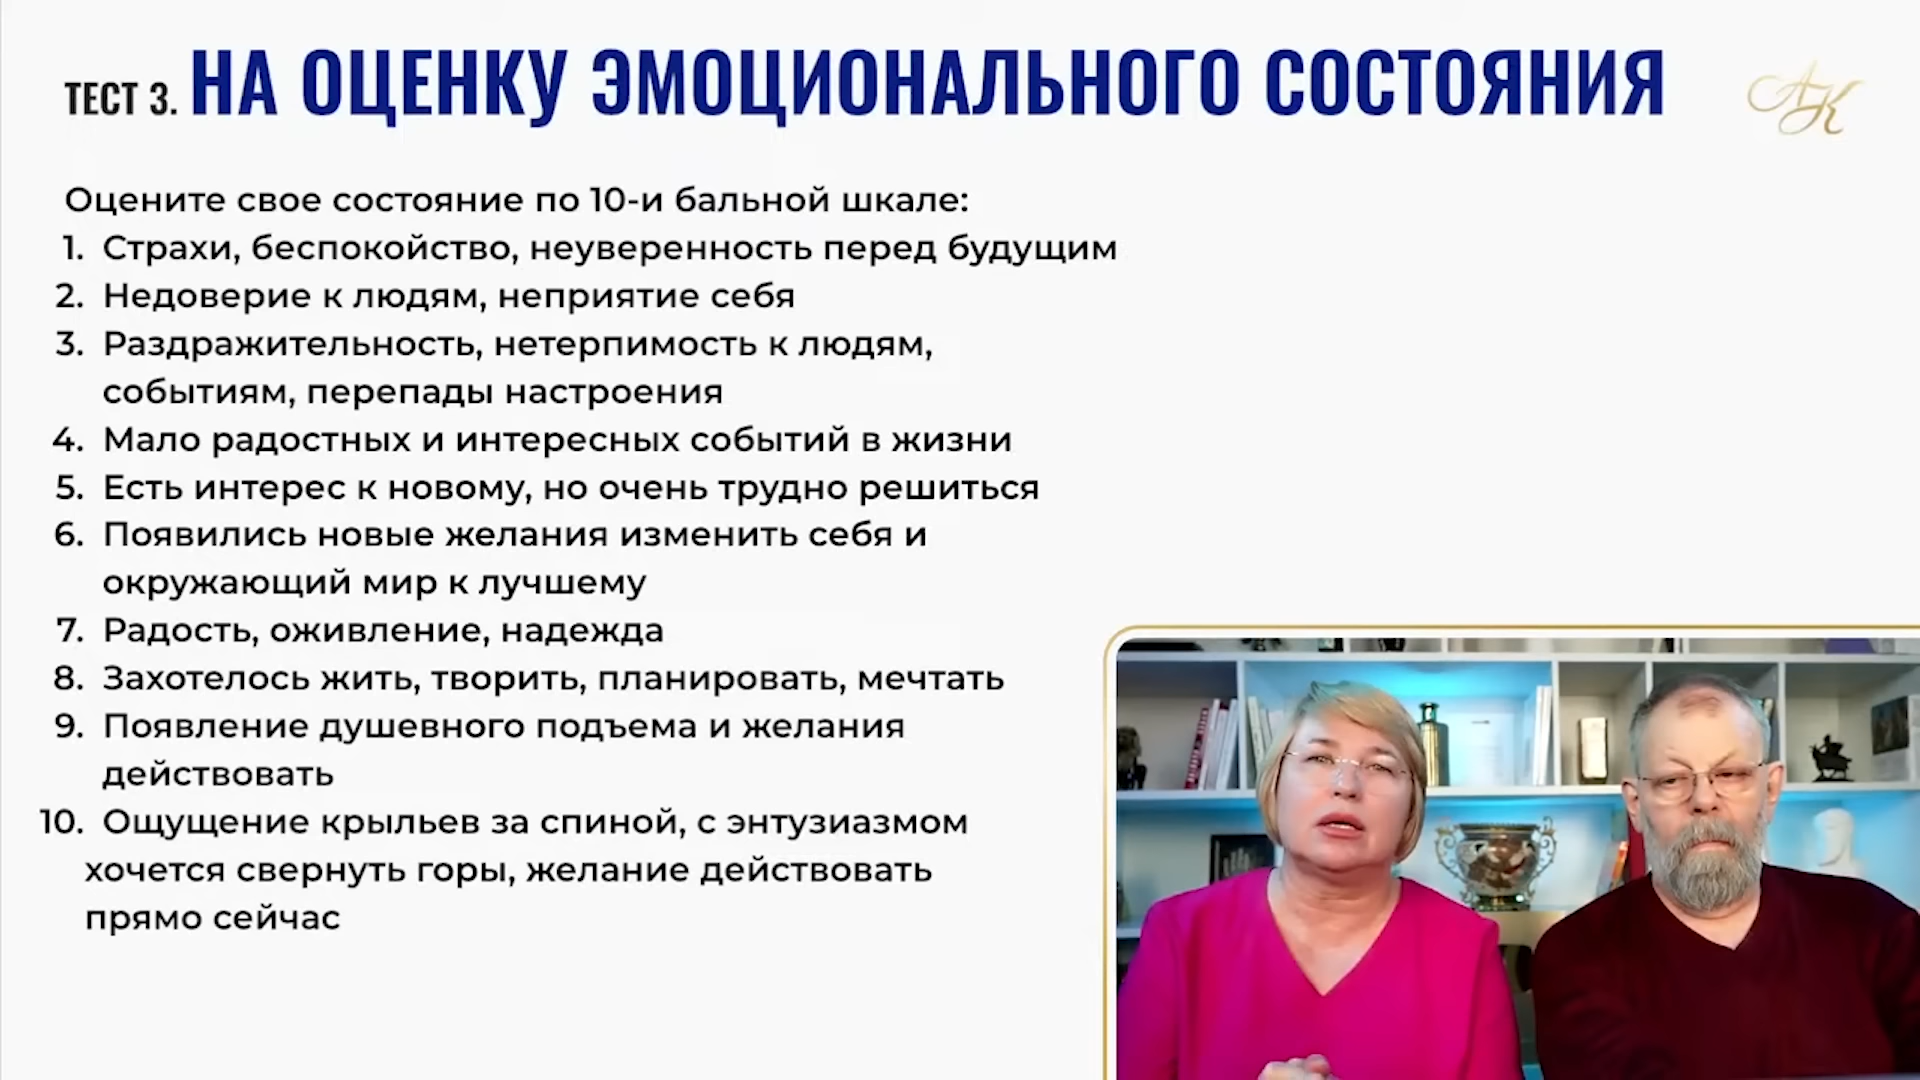 ТЕСТ 3. НА ОЦЕНКУ ЭМОЦИОНАЛЬНОГО СОСТОЯНИЯ
АК
Оцените свое состояние по 10-и бальной шкале:
1. Страхи, беспокойство, неуверенность перед будущим
2. Недоверие к людям, неприятие себя
3. Раздражительность, нетерпимость к людям,
событиям, перепады настроения
4. Мало радостных и интересных событий в жизни
5. Есть интерес к новому, но очень трудно решиться
6. Появились новые желания изменить себя и
окружающий мир к лучшему
7. Радость, оживление, надежда
8. Захотелось жить, творить, планировать, мечтать
9. Появление душевного подъема и желания
действовать
10. Ощущение крыльев за спиной, с энтузиазмом
хочется свернуть горы, желание действовать
прямо сейчас